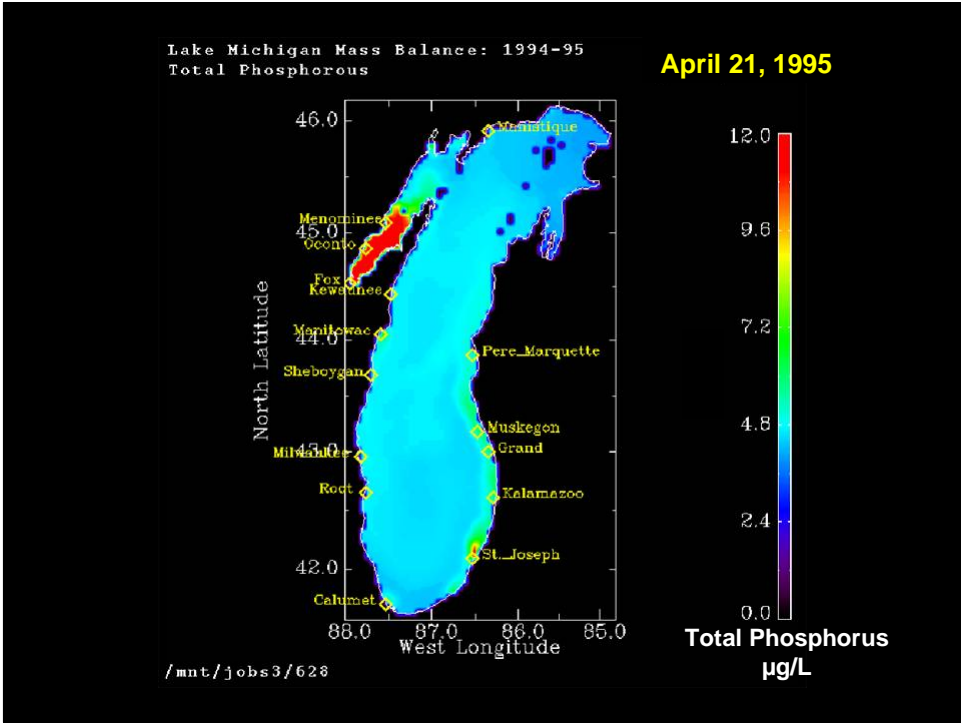 Lake Michigan Mass Balance: 1994-95
Total Phosphorous
April 21, 1995
46.0
45.0
44.0
43.0
42.0
North Latitude
88.0 87.0 86.0 85.0
West Longitude
Manistique
Menominee
Oconto
Fox
Kewaunee
Manitowac
Sheboygan
Milwaukee
Root
Calumet
Pere_Marquette
Muskegon
Grand
Kalamazoo
St._Joseph
12.0
9.6
7.2
4.8
2.4
0.0
Total Phosphorus
µg/L
/mnt/jobs3/628